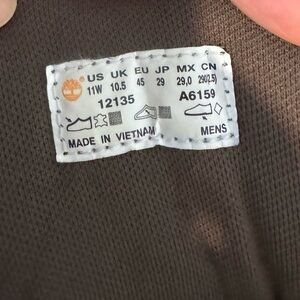 US UK EU JP MX CN
11W 10.5 45 29 29,0 290(2.5)
12135 A6159
MADE IN VIETNAM MENS